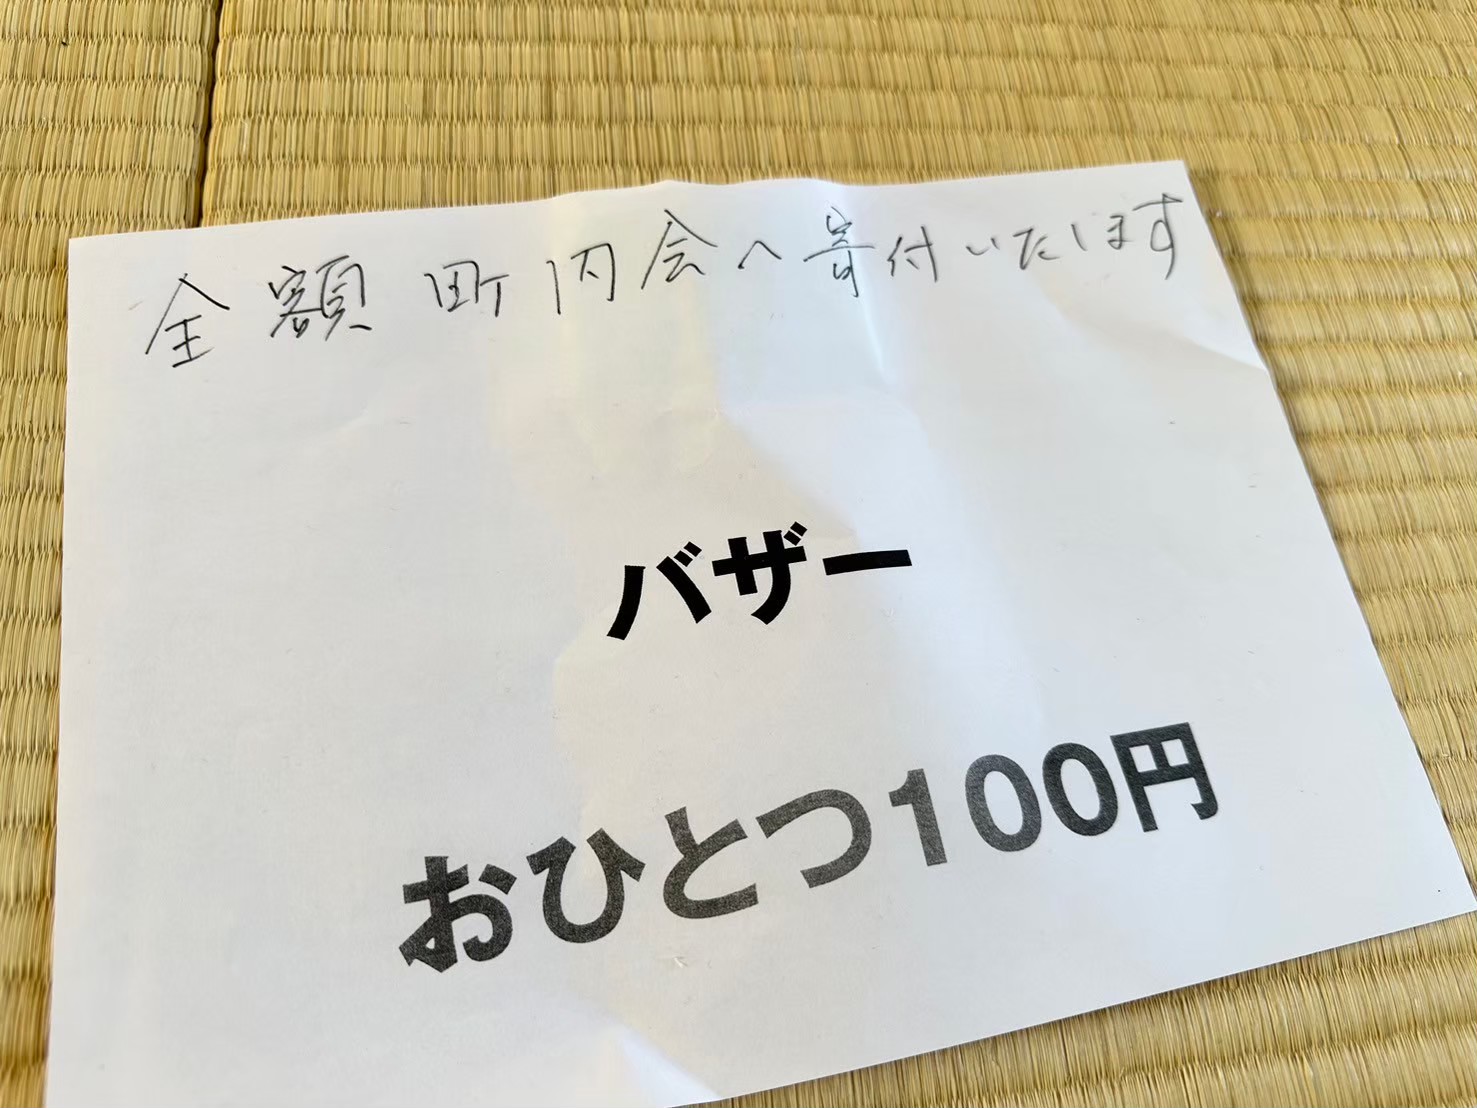 全額町内会へ寄付いたします
バザー
おひとつ100円